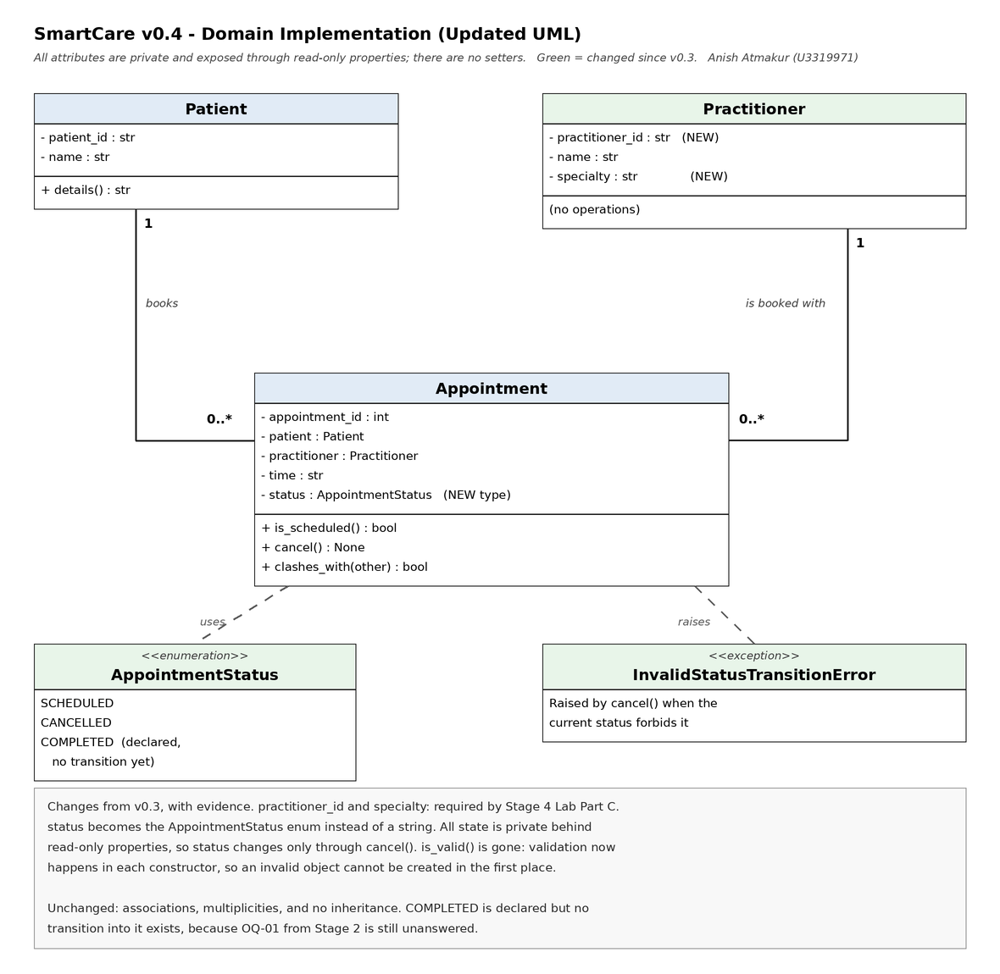 SmartCare v0.4 - Domain Implementation (Updated UML)
All attributes are private and exposed through read-only properties; there are no setters.   Green = changed since v0.3.   Anish Atmakur (U3319971)
Patient
- patient_id : str
- name : str
+ details() : str
Practitioner
- practitioner_id : str   (NEW)
- name : str
- specialty : str   (NEW)
(no operations)
1
1
books
is booked with
0..*
0..*
Appointment
- appointment_id : int
- patient : Patient
- practitioner : Practitioner
- time : str
- status : AppointmentStatus   (NEW type)
+ is_scheduled() : bool
+ cancel() : None
+ clashes_with(other) : bool
uses
raises
<<enumeration>>
AppointmentStatus
SCHEDULED
CANCELLED
COMPLETED  (declared,
no transition yet)
<<exception>>
InvalidStatusTransitionError
Raised by cancel() when the
current status forbids it
Changes from v0.3, with evidence. practitioner_id and specialty: required by Stage 4 Lab Part C.
status becomes the AppointmentStatus enum instead of a string. All state is private behind
read-only properties, so status changes only through cancel(). is_valid() is gone: validation now
happens in each constructor, so an invalid object cannot be created in the first place.
Unchanged: associations, multiplicities, and no inheritance. COMPLETED is declared but no
transition into it exists, because OQ-01 from Stage 2 is still unanswered.